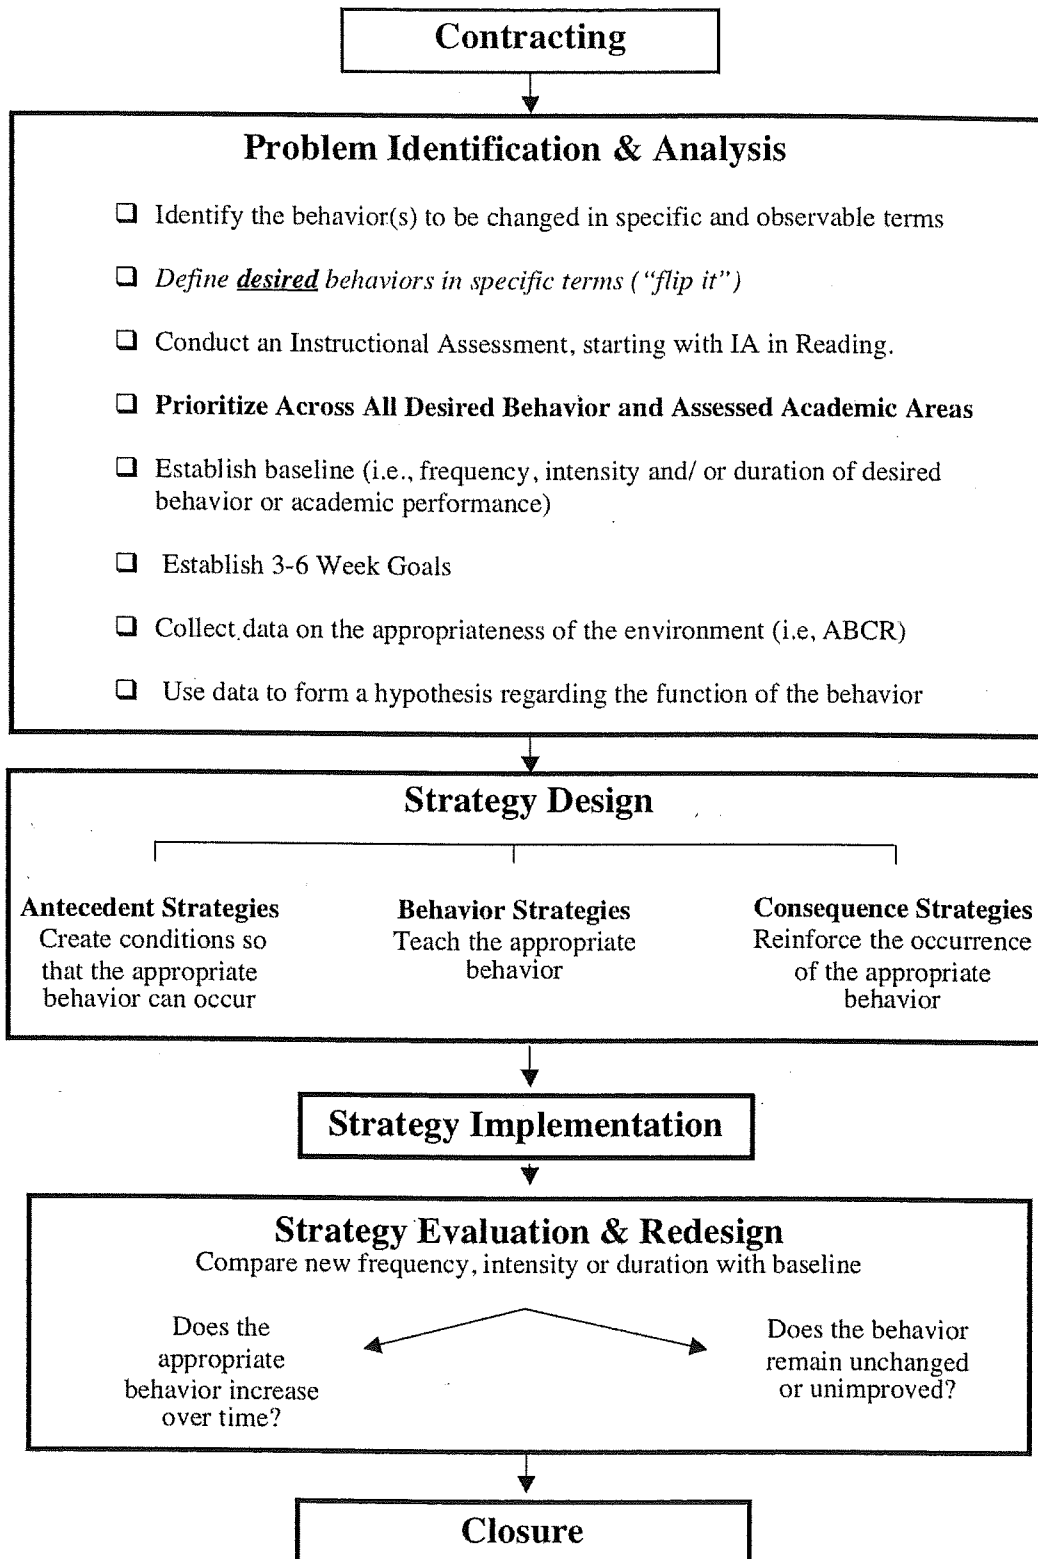 Contracting
Problem Identification & Analysis
❑ Identify the behavior(s) to be changed in specific and observable terms
❑ Define desired behaviors in specific terms (“flip it”)
❑ Conduct an Instructional Assessment, starting with IA in Reading.
❑ Prioritize Across All Desired Behavior and Assessed Academic Areas
❑ Establish baseline (i.e., frequency, intensity and/ or duration of desired
behavior or academic performance)
❑ Establish 3-6 Week Goals
❑ Collect data on the appropriateness of the environment (i.e, ABCR)
❑ Use data to form a hypothesis regarding the function of the behavior
Strategy Design
Antecedent Strategies
Create conditions so
that the appropriate
behavior can occur
Behavior Strategies
Teach the appropriate
behavior
Consequence Strategies
Reinforce the occurrence
of the appropriate
behavior
Strategy Implementation
Strategy Evaluation & Redesign
Compare new frequency, intensity or duration with baseline
Does the
appropriate
behavior increase
over time?
Does the behavior
remain unchanged
or unimproved?
Closure